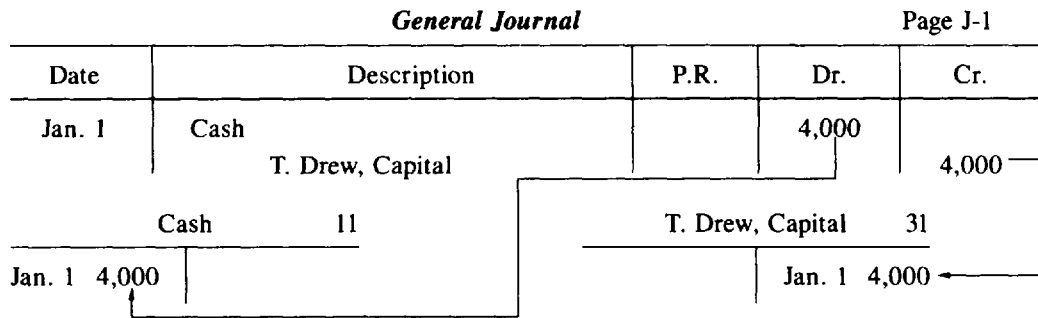 General Journal Page J-1
Date Description P.R. Dr. Cr.
Jan. 1 Cash 4,000
T. Drew, Capital 4,000
Cash 11 T. Drew, Capital 31
Jan. 1 4,000 Jan. 1 4,000